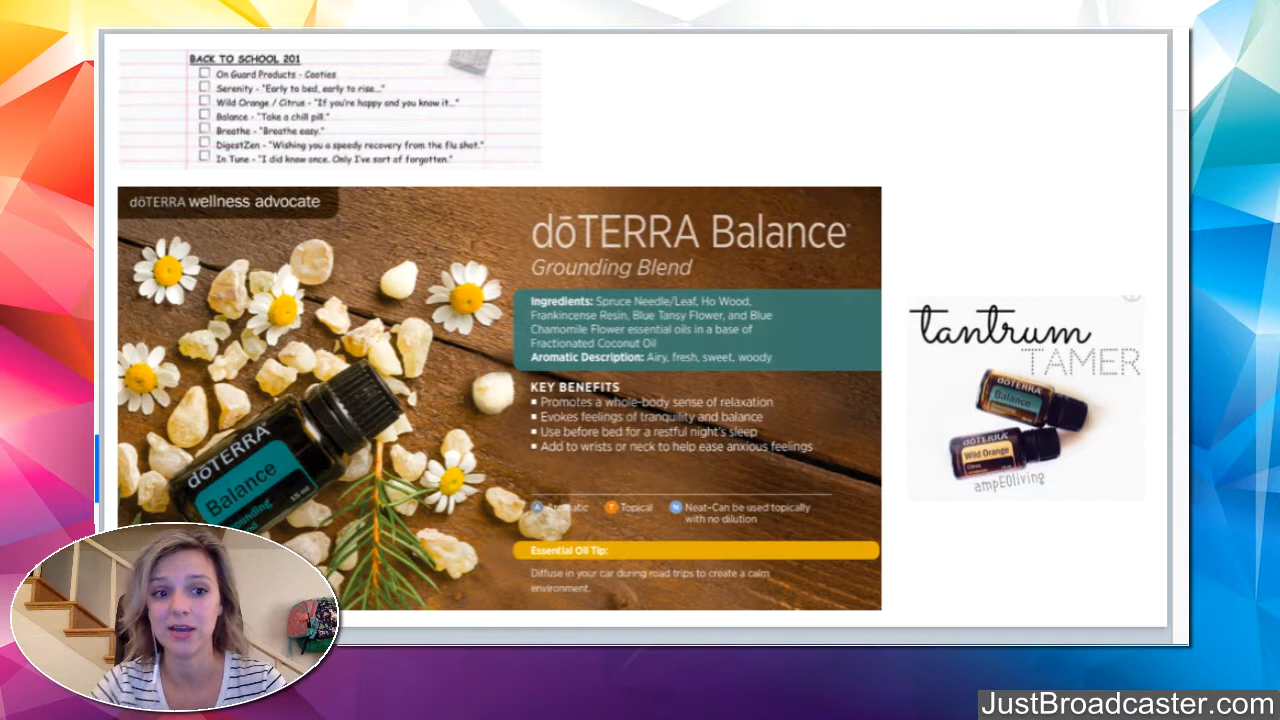 BACK TO SCHOOL 201
On Guard Products - Cooties
Serenity - "Early to bed, early to rise..."
Wild Orange / Citrus - "If you're happy and you know it..."
Balance - "Take a chill pill."
Breathe - "Breathe easy."
DigestZen - "Wishing you a speedy recovery from the flu shot."
In Tune - "I did know once. Only I've sort of forgotten."
dōTERRA wellness advocate
dōTERRA Balance
Grounding Blend
Ingredients: Spruce Needle/Leaf, Ho Wood,
Frankincense Resin, Blue Tansy Flower, and Blue
Chamomile Flower essential oils in a base of
Fractionated Coconut Oil
Aromatic Description: Airy, fresh, sweet, woody
KEY BENEFITS
▪ Promotes a whole-body sense of relaxation
▪ Evokes feelings of tranquility and balance
▪ Use before bed for a restful night's sleep
▪ Add to wrists or neck to help ease anxious feelings
A Aromatic T Topical N Neat-Can be used topically
with no dilution
Essential Oil Tip:
Diffuse in your car during road trips to create a calm
environment.
dōTERRA
Balance
15 ml
tantrum
TAMER
dōTERRA
Balance
dōTERRA
Wild Orange
Citrus
ampEOliving
JustBroadcaster.com